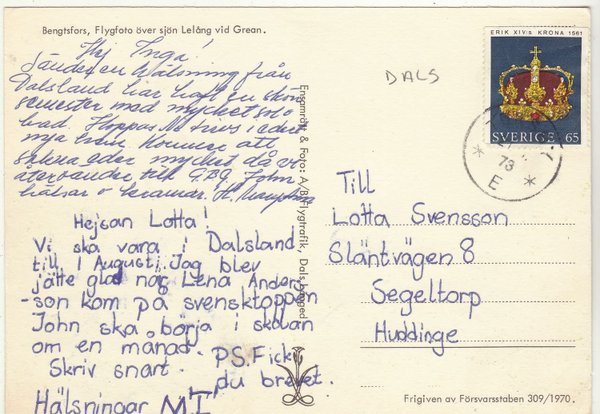 Bengtsfors, Flygfoto över sjön Lelång vid Grean.
Hej Inga!
Sänder en hälsning från
Dalsland har haft en skön
semester med mycket sol o
bad. Hoppas Ni trivs i edert
nya hem kommer att
sakna eder mycket då vi
återvänder till GBG. John
hälsar o kramar. H.
Hejsan Lotta!
Vi ska vara i Dalsland
till 1 Augusti. Jag blev
jätte glad när Lena Anders
-son kom på svensktoppen
John ska börja i skolan
om en månad.
Skriv snart.
P.S. Fick
du brevet.
Hälsningar M.I
Ensamrätt & Foto: A/B Flygtrafik, Dals Långed
DALS
ERIK XIV:s KRONA 1561
SVERIGE 65
73
E
Till
Lotta Svensson
Släntvägen 8
Segeltorp
Huddinge
Frigiven av Försvarsstaben 309/1970.